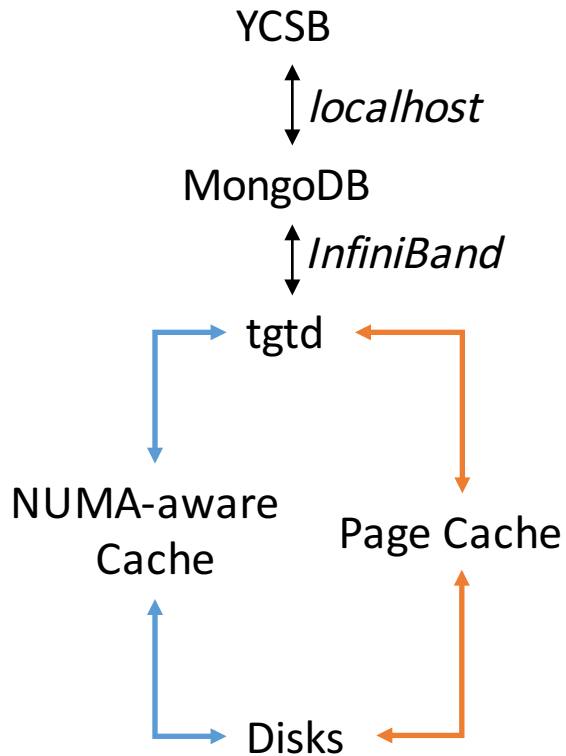 YCSB
localhost
MongoDB
InfiniBand
tgtd
NUMA-aware
Cache
Page Cache
Disks